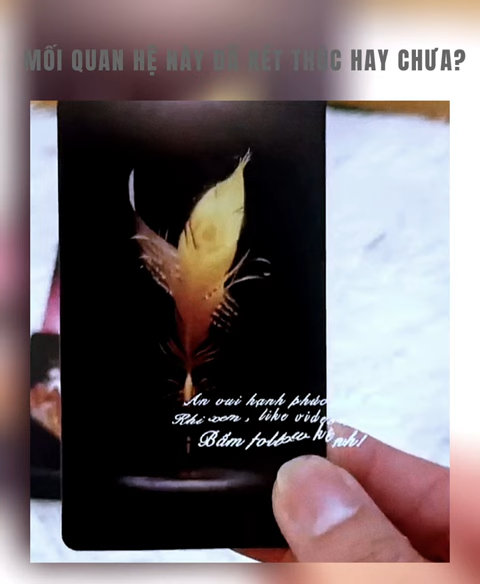 MỐI QUAN HỆ NÀY ĐÃ KẾT THÚC HAY CHƯA?
An vui hạnh phúc
Khi xem, like video
Bấm follow kênh!